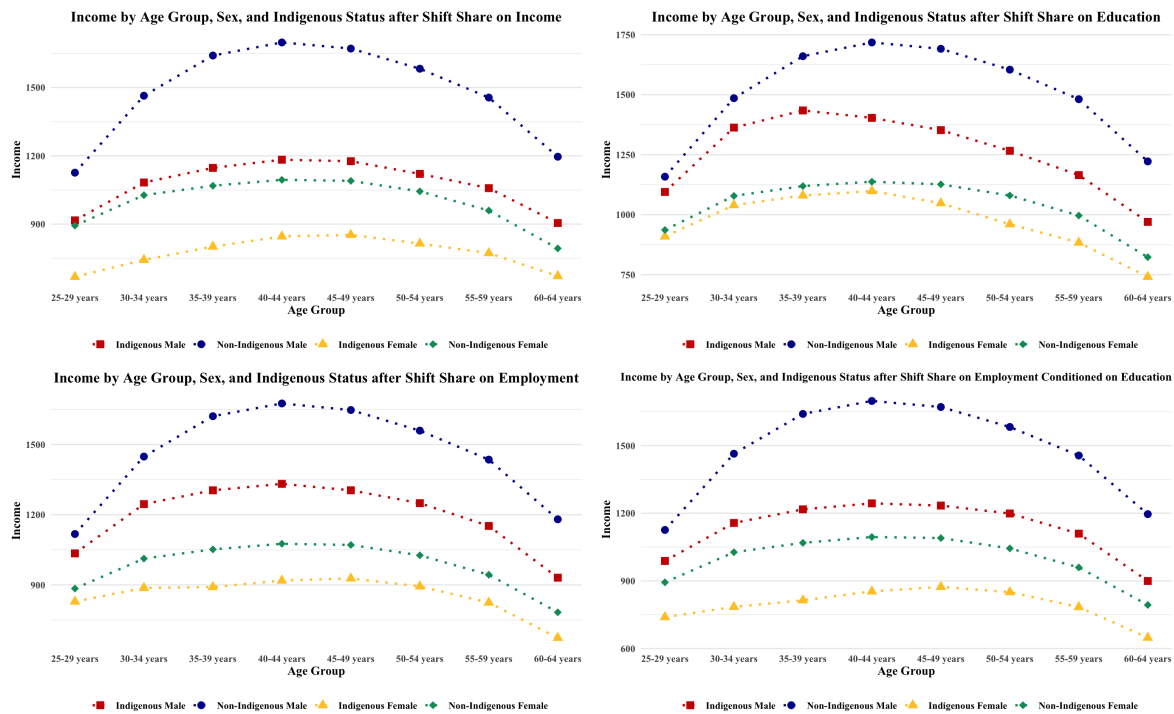 Income by Age Group, Sex, and Indigenous Status after Shift Share on Income
1500
1200
900
Income
25-29 years 30-34 years 35-39 years 40-44 years 45-49 years 50-54 years 55-59 years 60-64 years
Age Group
Indigenous Male Non-Indigenous Male Indigenous Female Non-Indigenous Female
Income by Age Group, Sex, and Indigenous Status after Shift Share on Education
1750
1500
1250
1000
750
Income
25-29 years 30-34 years 35-39 years 40-44 years 45-49 years 50-54 years 55-59 years 60-64 years
Age Group
Indigenous Male Non-Indigenous Male Indigenous Female Non-Indigenous Female
Income by Age Group, Sex, and Indigenous Status after Shift Share on Employment
1500
1200
900
Income
25-29 years 30-34 years 35-39 years 40-44 years 45-49 years 50-54 years 55-59 years 60-64 years
Age Group
Indigenous Male Non-Indigenous Male Indigenous Female Non-Indigenous Female
Income by Age Group, Sex, and Indigenous Status after Shift Share on Employment Conditioned on Education
1500
1200
900
600
Income
25-29 years 30-34 years 35-39 years 40-44 years 45-49 years 50-54 years 55-59 years 60-64 years
Age Group
Indigenous Male Non-Indigenous Male Indigenous Female Non-Indigenous Female